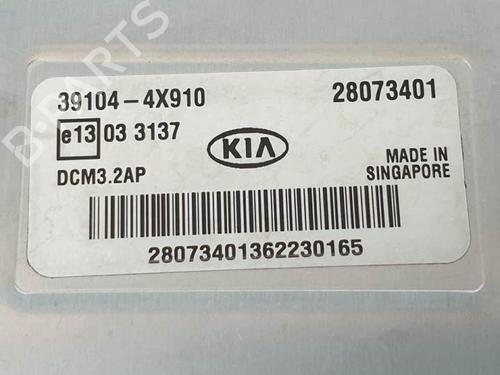 39104-4X910 28073401
e13 03 3137
KIA
DCM3.2AP MADE IN
SINGAPORE
28073401362230165
B-PARTS